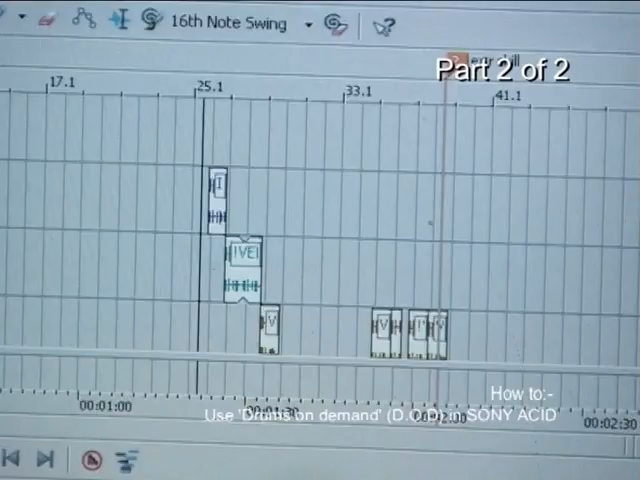 16th Note Swing
Part 2 of 2
17.1
25.1
33.1
41.1
I
IVE
V
V
How to:-
00:01:00
Use 'Drums on demand' (D.O.D) in SONY ACID
00:02:30